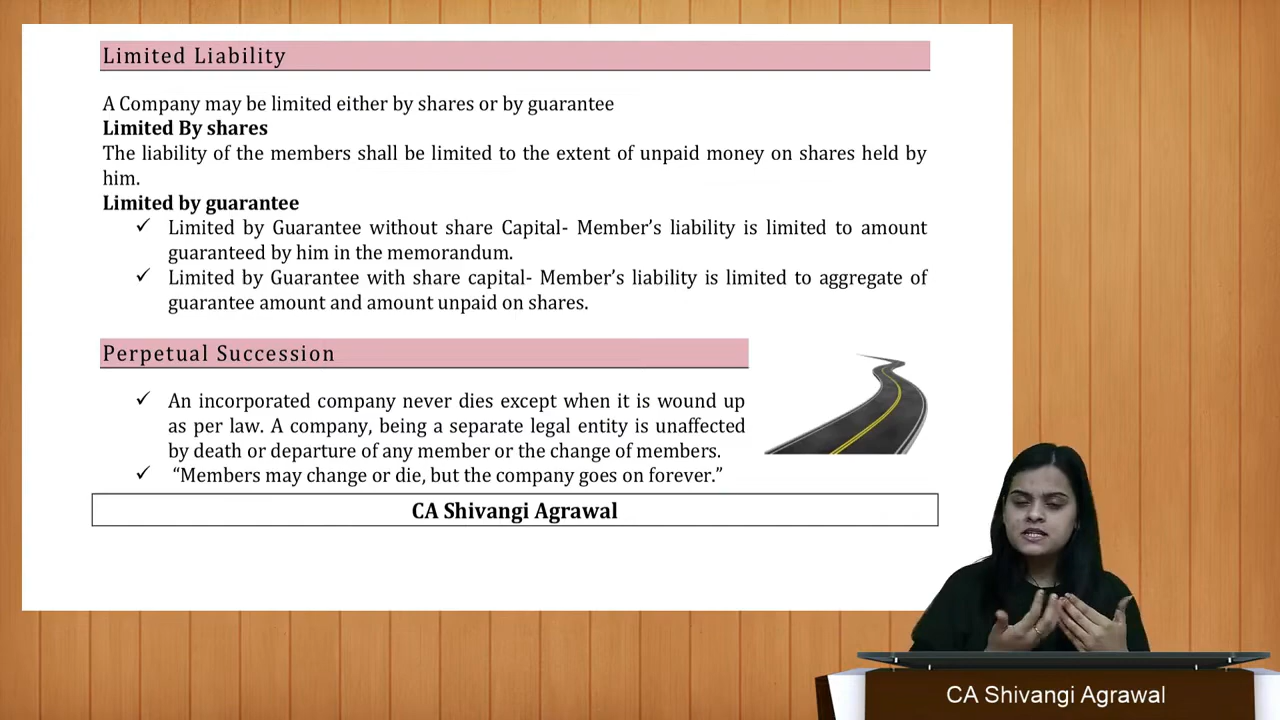 Limited Liability
A Company may be limited either by shares or by guarantee
Limited By shares
The liability of the members shall be limited to the extent of unpaid money on shares held by
him.
Limited by guarantee
✓ Limited by Guarantee without share Capital- Member’s liability is limited to amount
guaranteed by him in the memorandum.
✓ Limited by Guarantee with share capital- Member’s liability is limited to aggregate of
guarantee amount and amount unpaid on shares.
Perpetual Succession
✓ An incorporated company never dies except when it is wound up
as per law. A company, being a separate legal entity is unaffected
by death or departure of any member or the change of members.
✓ “Members may change or die, but the company goes on forever.”
CA Shivangi Agrawal
CA Shivangi Agrawal